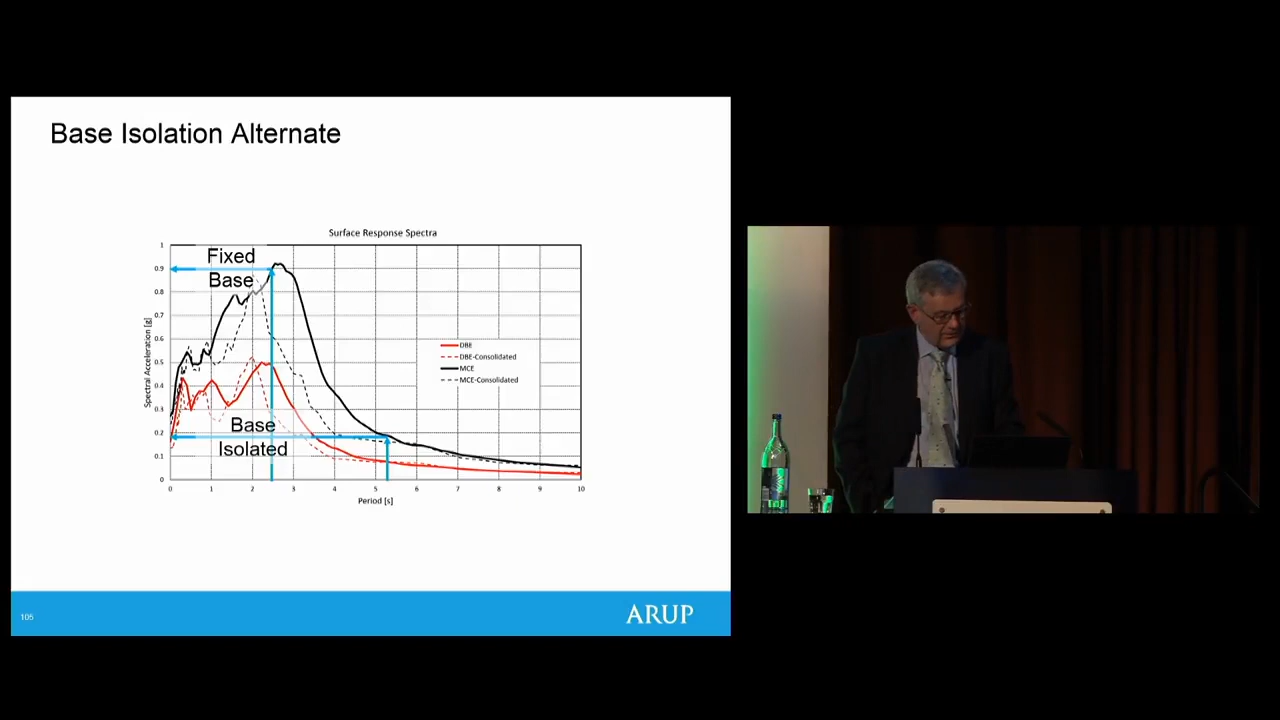 Base Isolation Alternate
Surface Response Spectra
Spectral Acceleration [g]
1
0.9
0.8
0.7
0.6
0.5
0.4
0.3
0.2
0.1
0
Fixed
Base
Base
Isolated
DBE
DBE-Consolidated
MCE
MCE-Consolidated
0 1 2 3 4 5 6 7 8 9 10
Period [s]
105
ARUP